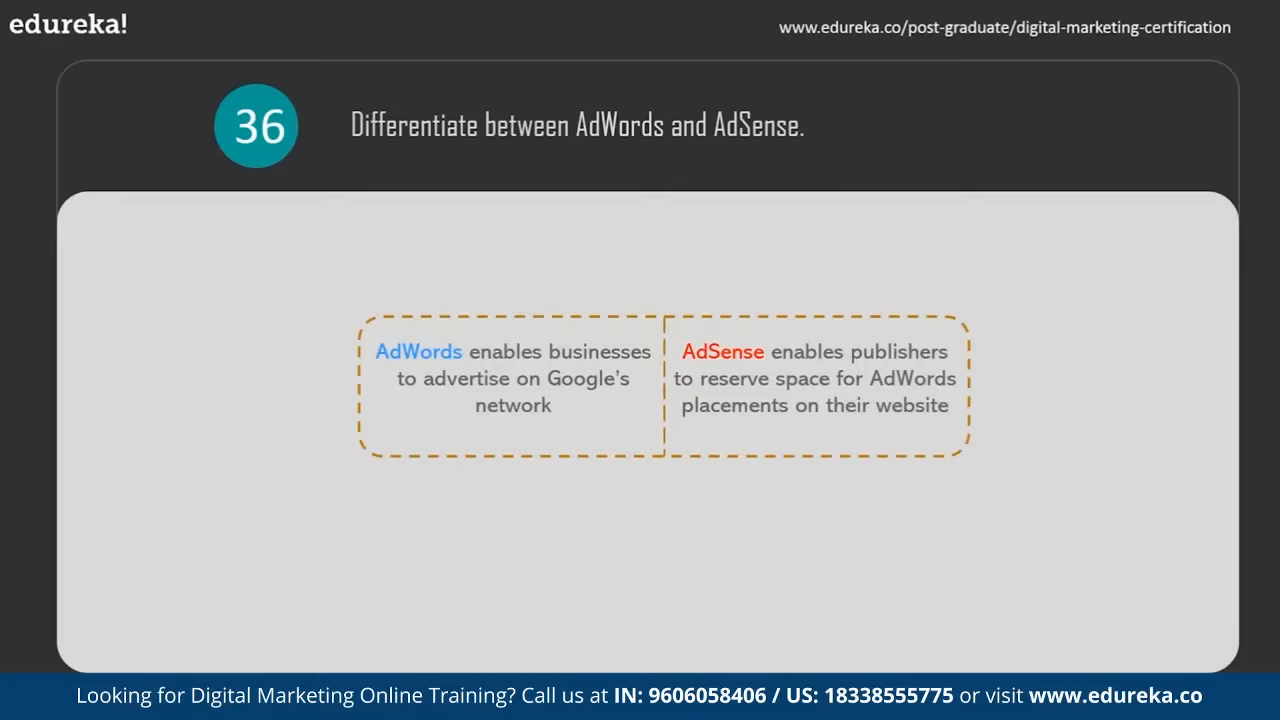 edureka!
www.edureka.co/post-graduate/digital-marketing-certification
36
Differentiate between AdWords and AdSense.
AdWords enables businesses
to advertise on Google's
network
AdSense enables publishers
to reserve space for AdWords
placements on their website
Looking for Digital Marketing Online Training? Call us at IN: 9606058406 / US: 18338555775 or visit www.edureka.co